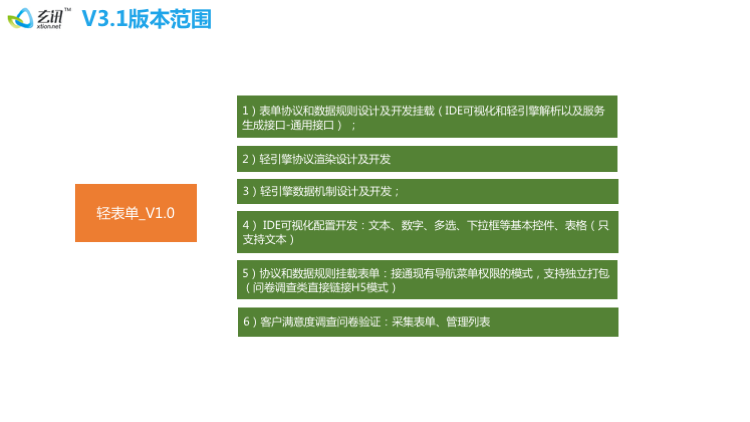 玄讯™
xtion.net
V3.1版本范围
1）表单协议和数据规则设计及开发挂载（IDE可视化和轻引擎解析以及服务
生成接口-通用接口）；
2）轻引擎协议渲染设计及开发
轻表单_V1.0
3）轻引擎数据机制设计及开发；
4） IDE可视化配置开发：文本、数字、多选、下拉框等基本控件、表格（只
支持文本）
5）协议和数据规则挂载表单：接通现有导航菜单权限的模式，支持独立打包
（问卷调查类直接链接H5模式）
6）客户满意度调查问卷验证：采集表单、管理列表